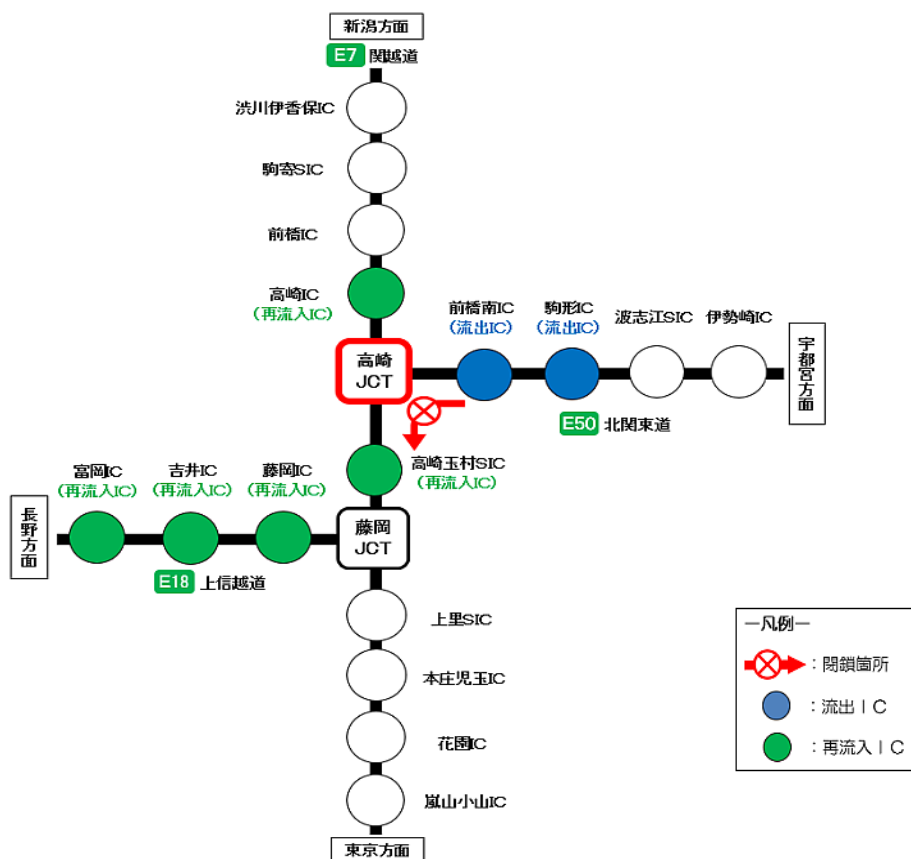 新潟方面
E7 関越道
渋川伊香保IC
駒寄SIC
前橋IC
高崎IC
(再流入IC)
前橋南IC
(流出IC)
駒形IC
(流出IC)
波志江SIC
伊勢崎IC
高崎
JCT
宇都宮方面
E50 北関東道
高崎玉村SIC
(再流入IC)
富岡IC
(再流入IC)
吉井IC
(再流入IC)
藤岡IC
(再流入IC)
長野方面
藤岡
JCT
E18 上信越道
上里SIC
本庄児玉IC
花園IC
嵐山小川IC
東京方面
ー凡例ー
：閉鎖箇所
：流出ＩＣ
：再流入ＩＣ